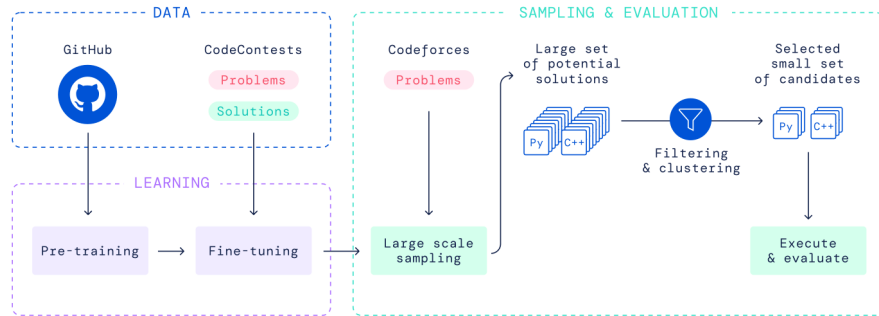 DATA
SAMPLING & EVALUATION
GitHub
CodeContests
Problems
Solutions
Codeforces
Problems
Large set
of potential
solutions
Py
C++
Filtering
& clustering
Selected
small set
of candidates
Py
C++
LEARNING
Pre-training
Fine-tuning
Large scale
sampling
Execute
& evaluate